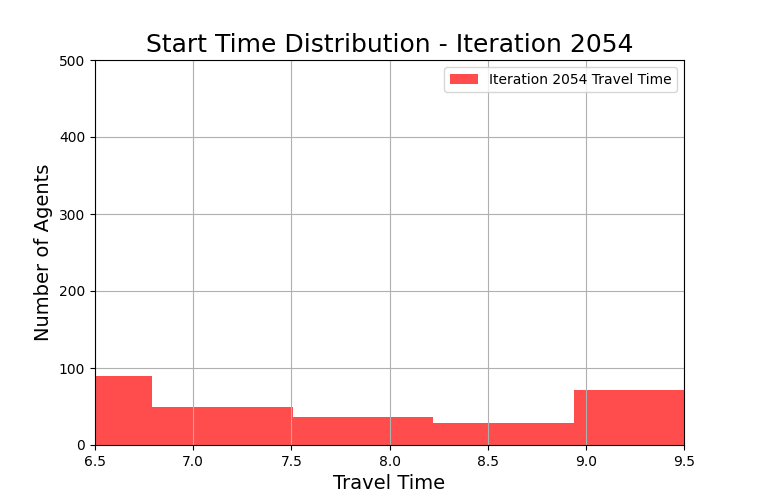 Start Time Distribution - Iteration 2054
Iteration 2054 Travel Time
Number of Agents
500
400
300
200
100
0
6.5 7.0 7.5 8.0 8.5 9.0 9.5
Travel Time